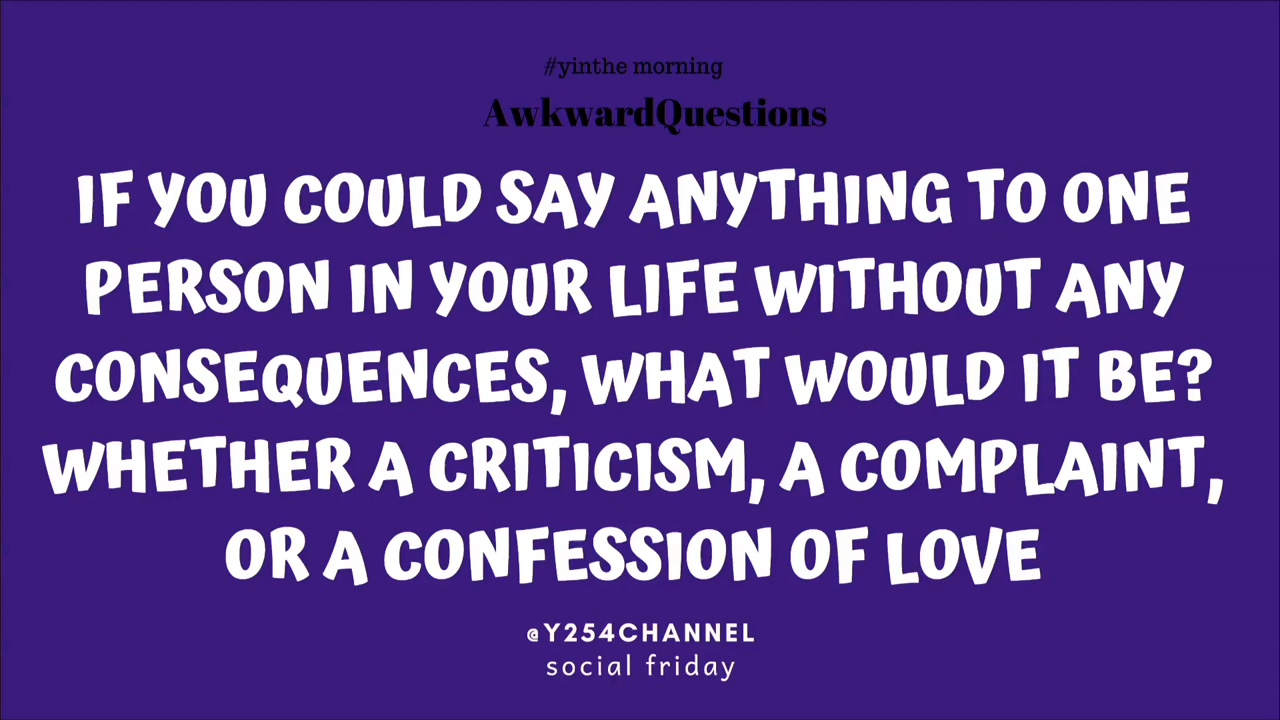 #yinthe morning
AwkwardQuestions
IF YOU COULD SAY ANYTHING TO ONE
PERSON IN YOUR LIFE WITHOUT ANY
CONSEQUENCES, WHAT WOULD IT BE?
WHETHER A CRITICISM, A COMPLAINT,
OR A CONFESSION OF LOVE
@Y254CHANNEL
social friday